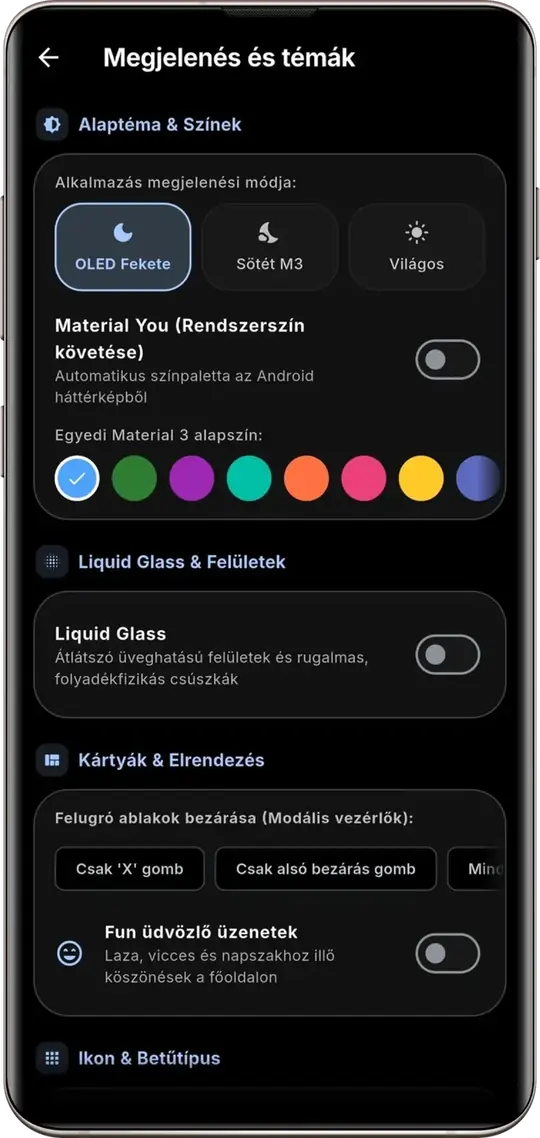 Megjelenés és témák
Alaptéma & Színek
Alkalmazás megjelenési módja:
OLED Fekete
Sötét M3
Világos
Material You (Rendszerszín
követése)
Automatikus színpaletta az Android
háttérképből
Egyedi Material 3 alapszín:
Liquid Glass & Felületek
Liquid Glass
Átlátszó üveghatású felületek és rugalmas,
folyadékfizikás csúszkák
Kártyák & Elrendezés
Felugró ablakok bezárása (Modális vezérlők):
Csak 'X' gomb
Csak alsó bezárás gomb
Mind
Fun üdvözlő üzenetek
Laza, vicces és napszakhoz illő
köszönések a főoldalon
Ikon & Betűtípus